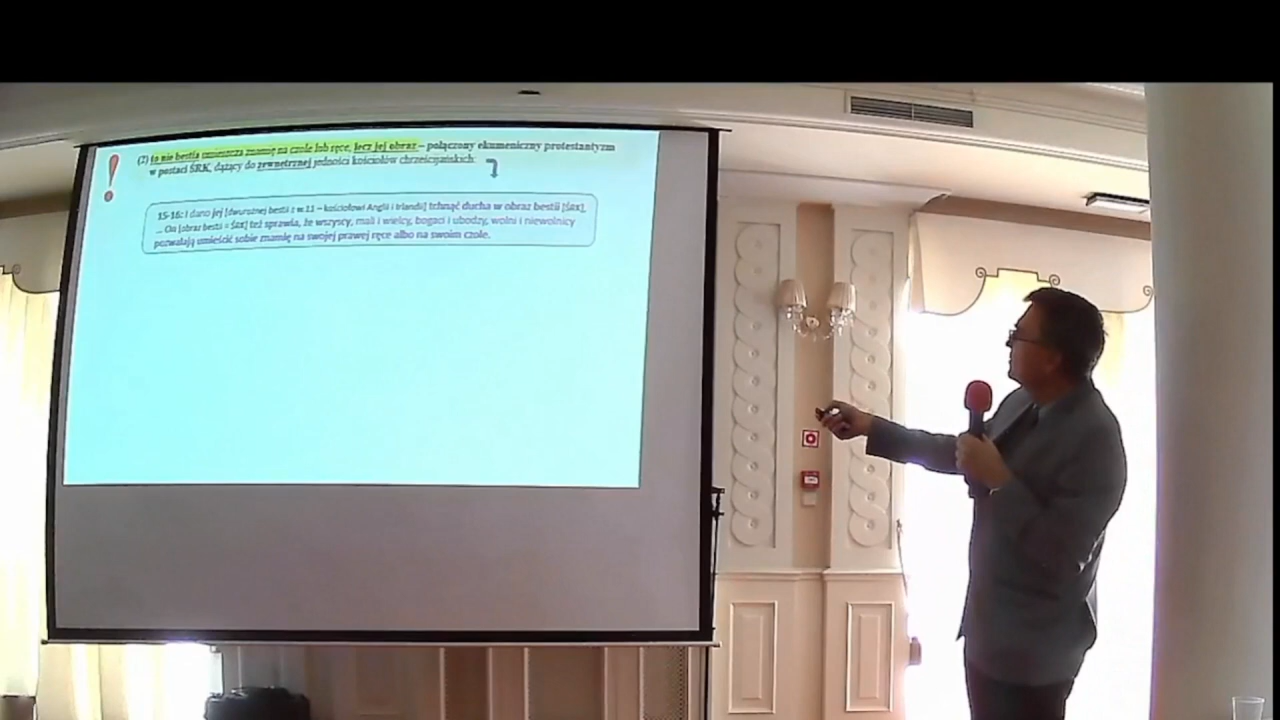 (2) to nie bestia umieszcza znamię na czole lub ręce, lecz jej obraz – połączony ekumeniczny protestantyzm
w postaci ŚRK, dążący do zewnętrznej jedności kościołów chrześcijańskich:
15-16: I dano jej [dwurożnej bestii z w.11 – kościołowi Anglii i Irlandii] tchnąć ducha w obraz bestii [ŚRK],
... On [obraz bestii = ŚRK] też sprawia, że wszyscy, mali i wielcy, bogaci i ubodzy, wolni i niewolnicy
pozwalają umieścić sobie znamię na swojej prawej ręce albo na swoim czole.